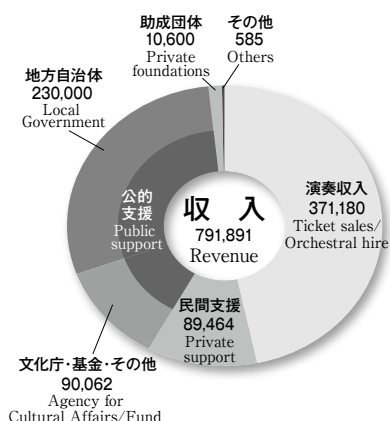 助成団体
10,600
Private
foundations
その他
585
Others
地方自治体
230,000
Local
Government
公的
支援
Public
support
収 入
791,891
Revenue
演奏収入
371,180
Ticket sales/
Orchestral hire
民間支援
89,464
Private
support
文化庁・基金・その他
90,062
Agency for
Cultural Affairs/Fund